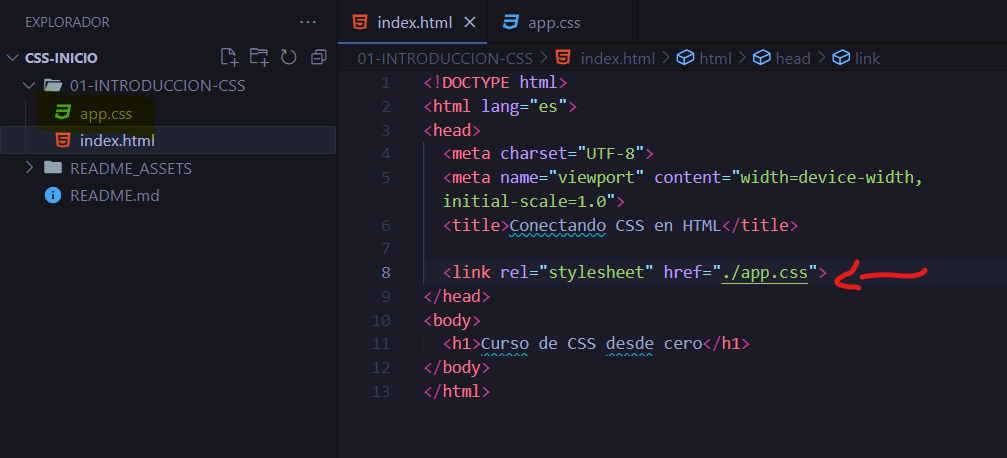 EXPLORADOR ···
CSS-INICIO
01-INTRODUCCION-CSS
app.css
index.html
README_ASSETS
README.md
index.html app.css
01-INTRODUCCION-CSS > index.html > html > head > link
1 <!DOCTYPE html>
2 <html lang="es">
3 <head>
4 <meta charset="UTF-8">
5 <meta name="viewport" content="width=device-width,
initial-scale=1.0">
6 <title>Conectando CSS en HTML</title>
7
8 <link rel="stylesheet" href="./app.css">
9 </head>
10 <body>
11 <h1>Curso de CSS desde cero</h1>
12 </body>
13 </html>